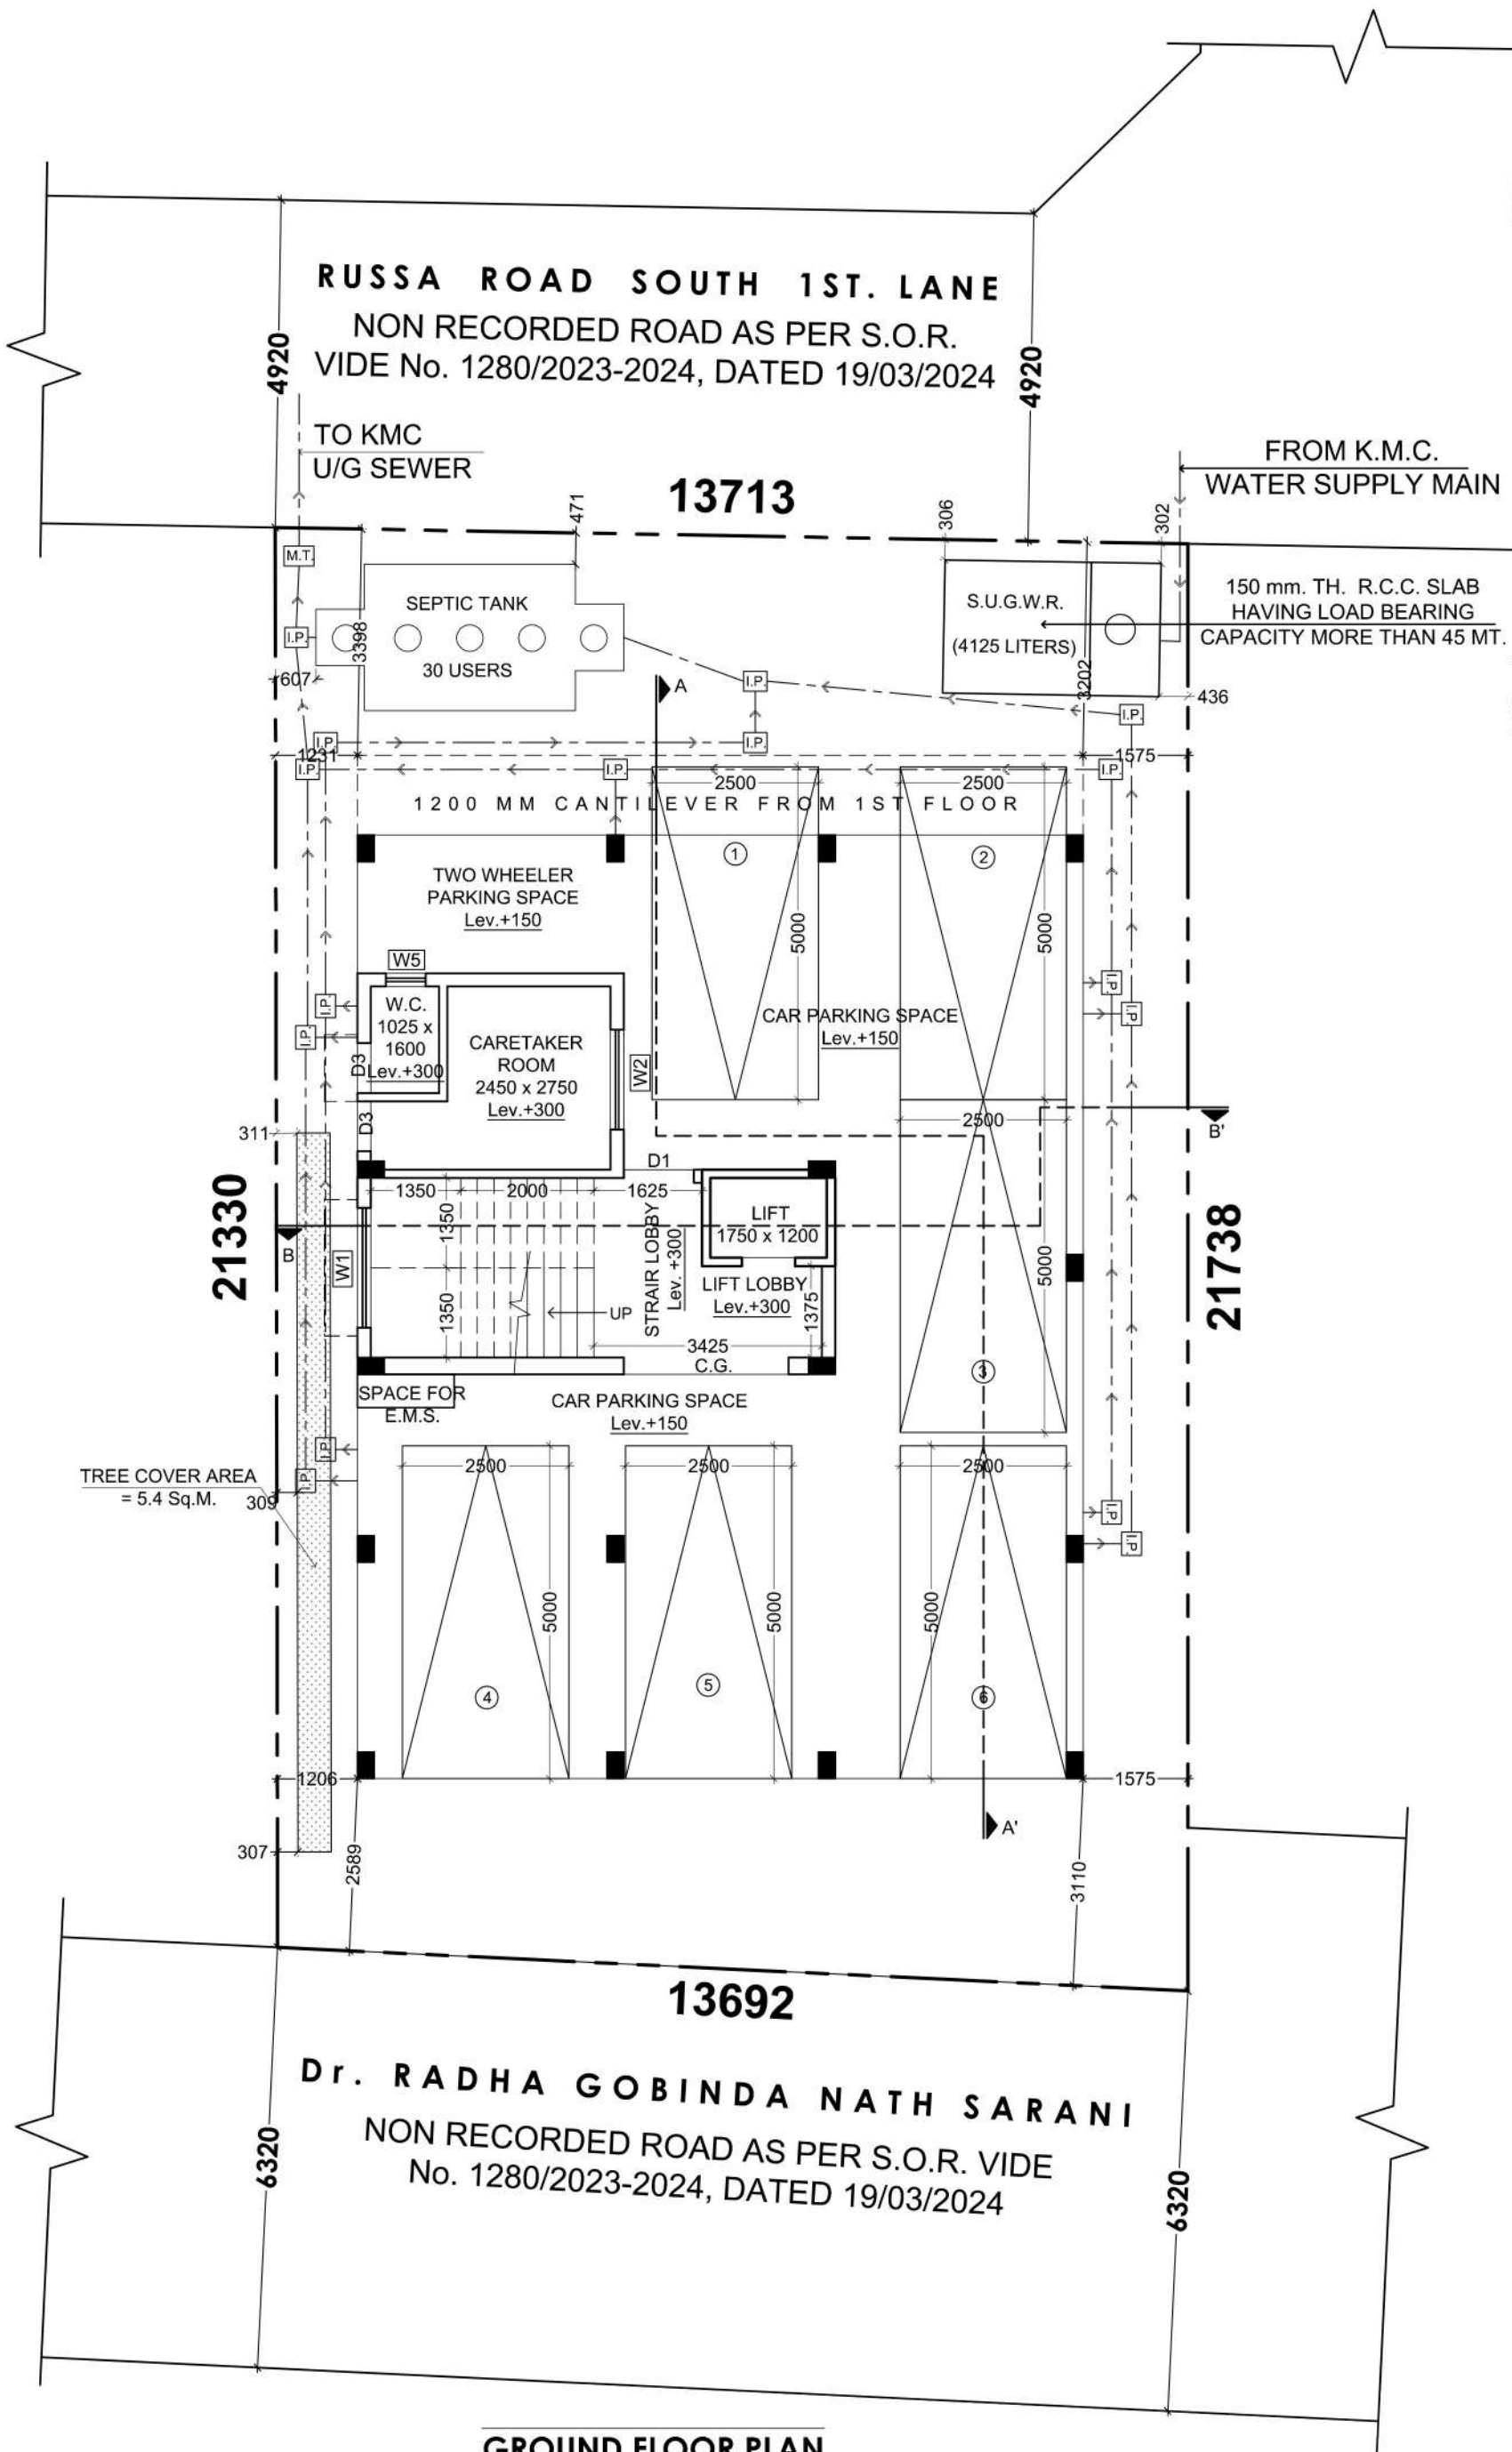 RUSSA ROAD SOUTH 1ST. LANE
NON RECORDED ROAD AS PER S.O.R.
VIDE No. 1280/2023-2024, DATED 19/03/2024
4920
4920
TO KMC
U/G SEWER
FROM K.M.C.
WATER SUPPLY MAIN
13713
471
306
302
M.T.
SEPTIC TANK
30 USERS
I.P.
3398
607
S.U.G.W.R.
(4125 LITERS)
150 mm. TH. R.C.C. SLAB
HAVING LOAD BEARING
CAPACITY MORE THAN 45 MT.
3202
436
A
I.P.
I.P.
I.P.
I.P.
1231
1575
I.P.
I.P.
I.P.
2500
2500
1200 MM CANTILEVER FROM 1ST FLOOR
1
2
TWO WHEELER
PARKING SPACE
Lev.+150
5000
5000
W5
W.C.
1025 x
1600
Lev.+300
D3
CARETAKER
ROOM
2450 x 2750
Lev.+300
W2
CAR PARKING SPACE
Lev.+150
I.P.
I.P.
I.P.
I.P.
D3
2500
B'
311
D1
1350
2000
1625
LIFT
1750 x 1200
1350
1350
STRAIR LOBBY
Lev. +300
LIFT LOBBY
Lev.+300
1375
UP
3425
C.G.
B
W1
21330
21738
5000
3
SPACE FOR
E.M.S.
CAR PARKING SPACE
Lev.+150
I.P.
I.P.
TREE COVER AREA
= 5.4 Sq.M.
309
2500
2500
2500
I.P.
I.P.
5000
5000
5000
4
5
6
1206
1575
A'
307
2589
3110
13692
Dr. RADHA GOBINDA NATH SARANI
NON RECORDED ROAD AS PER S.O.R. VIDE
No. 1280/2023-2024, DATED 19/03/2024
6320
6320
GROUND FLOOR PLAN